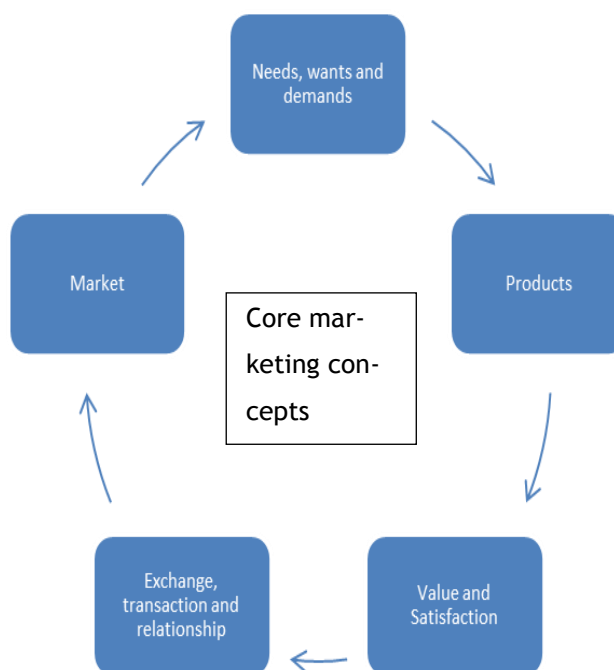 Needs, wants and
demands
Products
Value and
Satisfaction
Exchange,
transaction and
relationship
Market
Core mar-
keting con-
cepts